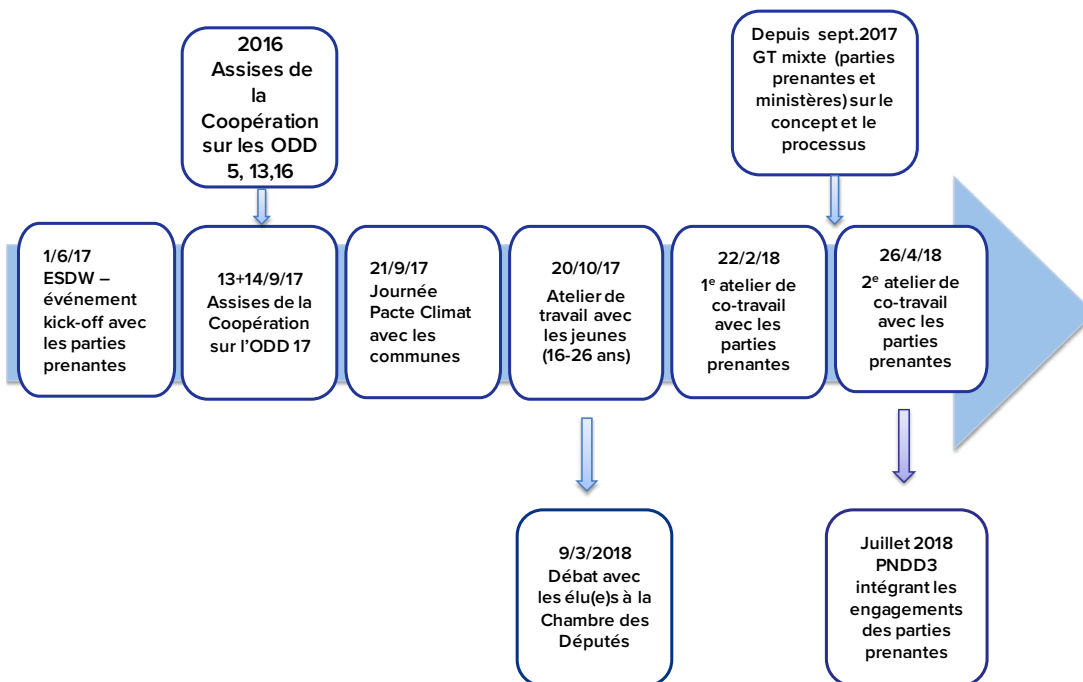 2016
Assises de
la
Coopération
sur les ODD
5, 13,16
Depuis sept.2017
GT mixte (parties
prenantes et
ministères) sur le
concept et le
processus
1/6/17
ESDW –
événement
kick-off avec
les parties
prenantes
13+14/9/17
Assises de la
Coopération
sur l'ODD 17
21/9/17
Journée
Pacte Climat
avec les
communes
20/10/17
Atelier de
travail avec
les jeunes
(16-26 ans)
22/2/18
1e atelier de
co-travail
avec les
parties
prenantes
26/4/18
2e atelier de
co-travail
avec les
parties
prenantes
9/3/2018
Débat avec
les élu(e)s à la
Chambre des
Députés
Juillet 2018
PNDD3
intégrant les
engagements
des parties
prenantes